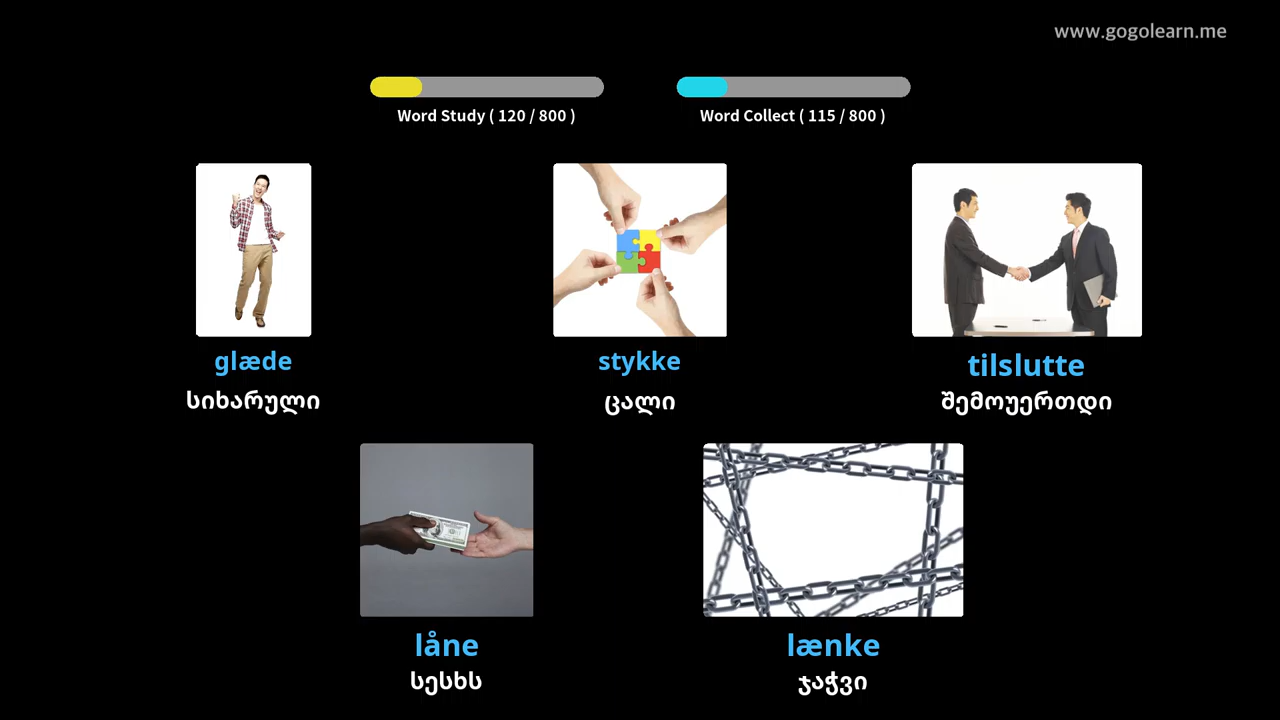 www.gogolearn.me
Word Study ( 120 / 800 )
Word Collect ( 115 / 800 )
glæde
stykke
tilslutte
სიხარული
ცალი
შემოუერთდი
låne
lænke
სესხს
ჯაჭვი